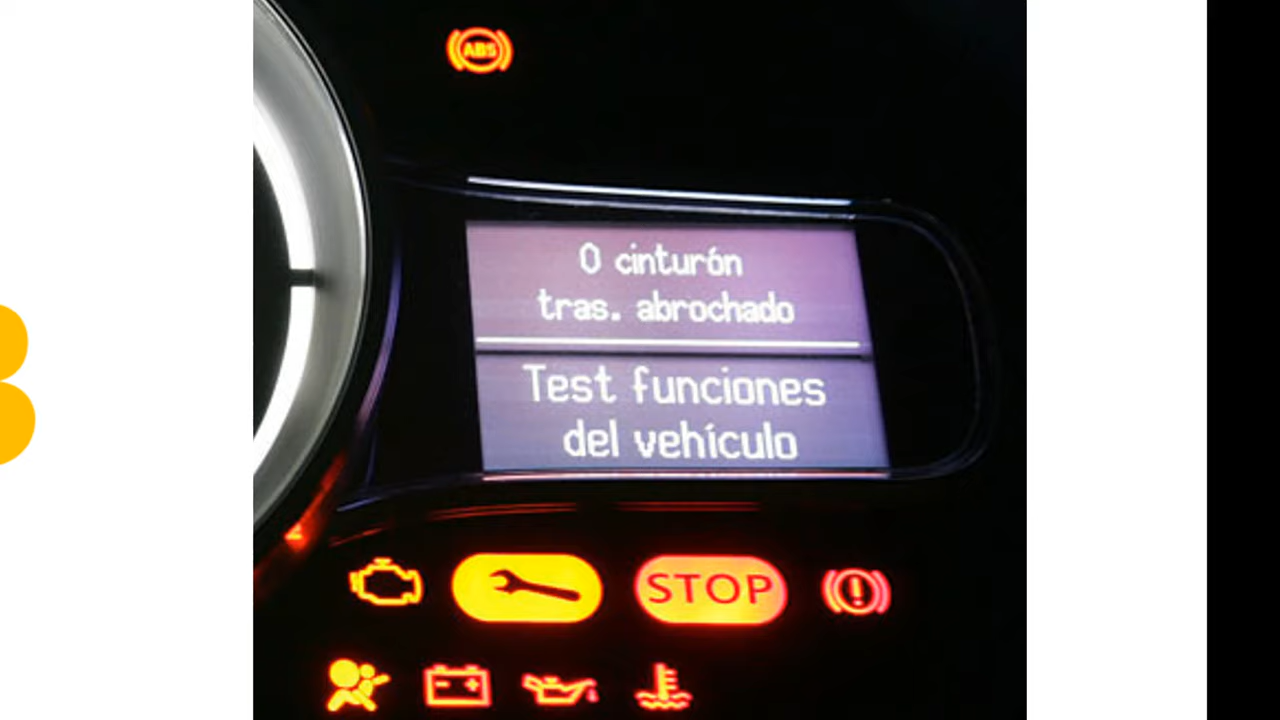 ABS
0 cinturón
tras. abrochado
Test funciones
del vehículo
STOP